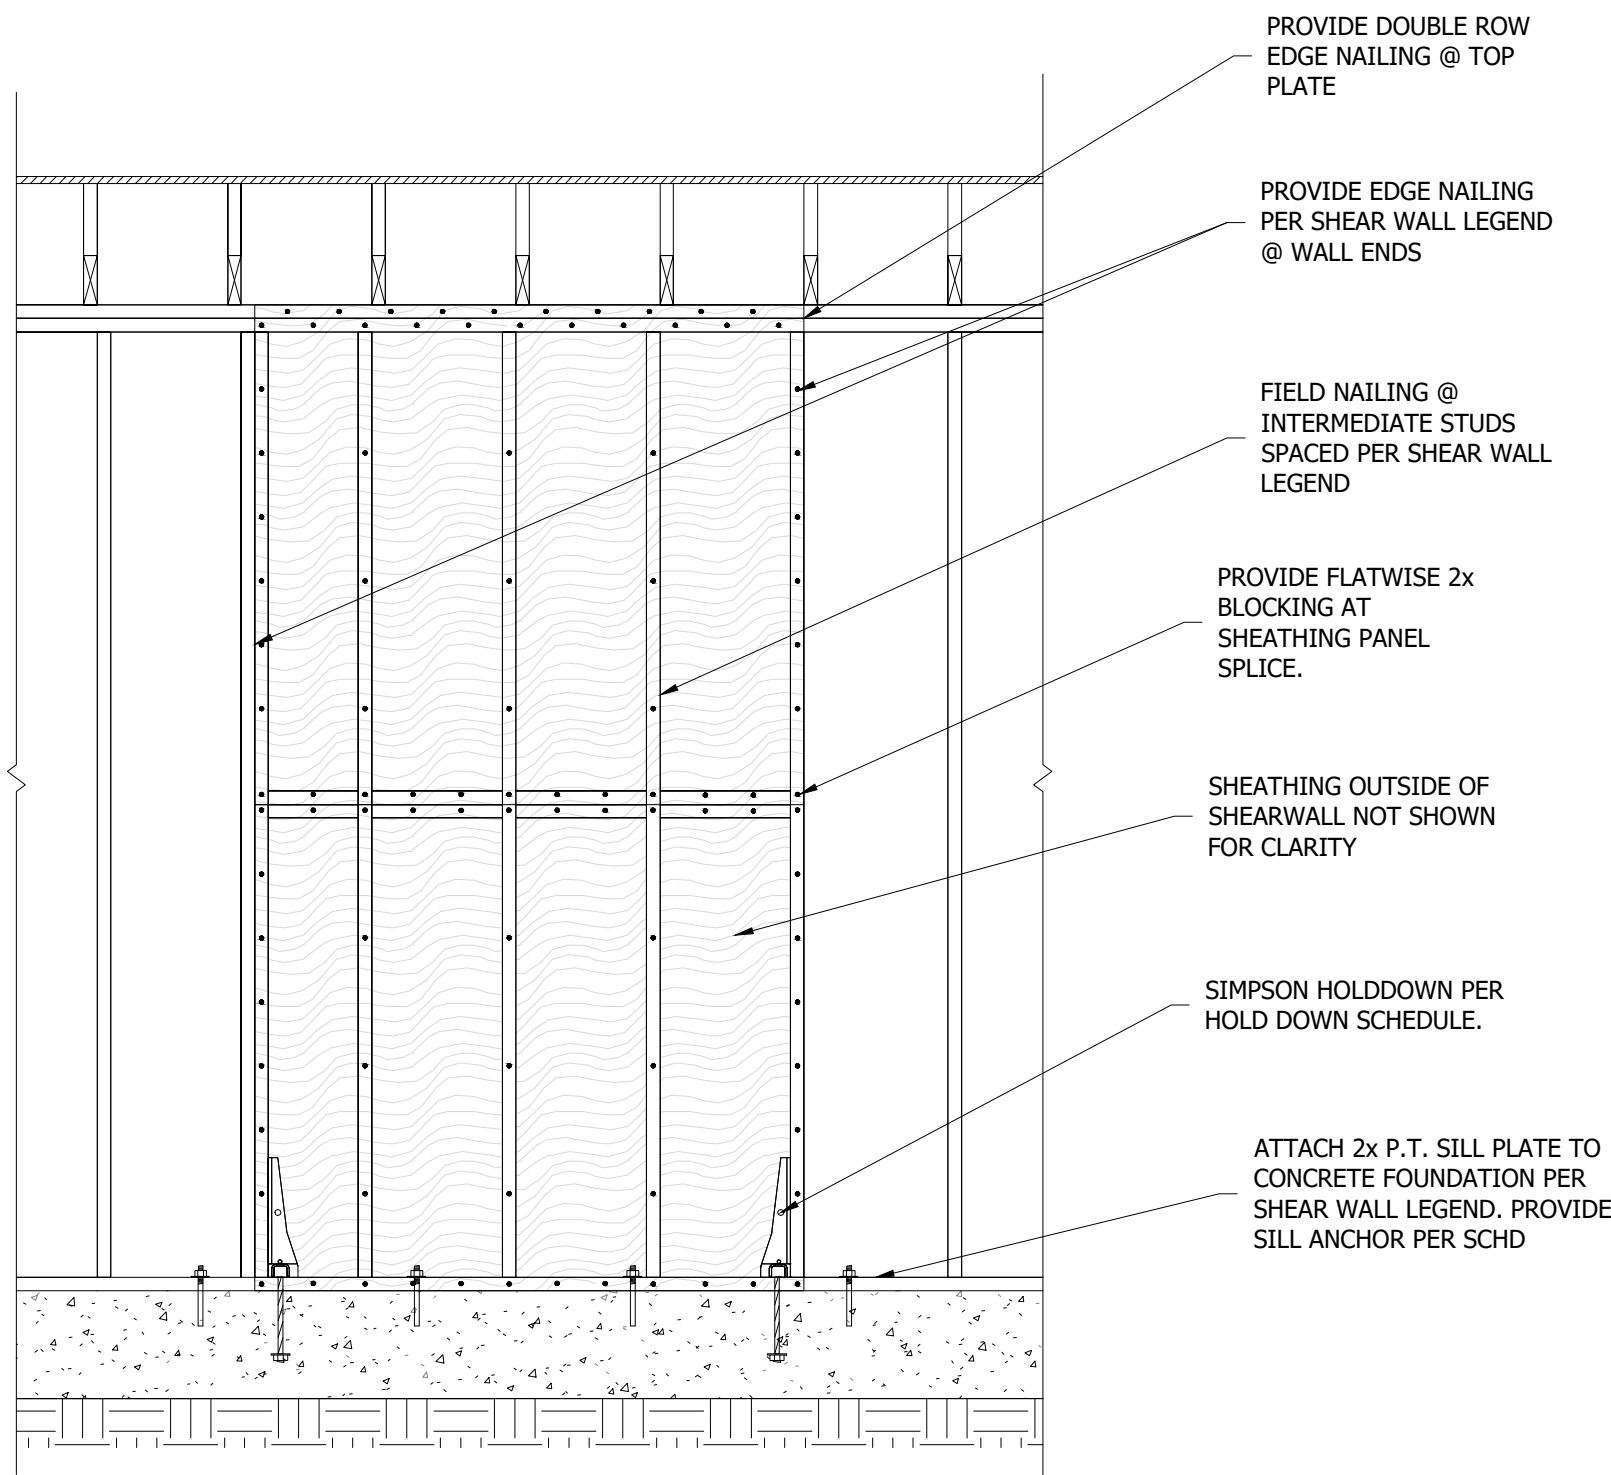 PROVIDE DOUBLE ROW
EDGE NAILING @ TOP
PLATE
PROVIDE EDGE NAILING
PER SHEAR WALL LEGEND
@ WALL ENDS
FIELD NAILING @
INTERMEDIATE STUDS
SPACED PER SHEAR WALL
LEGEND
PROVIDE FLATWISE 2x
BLOCKING AT
SHEATHING PANEL
SPLICE.
SHEATHING OUTSIDE OF
SHEARWALL NOT SHOWN
FOR CLARITY
SIMPSON HOLDDOWN PER
HOLD DOWN SCHEDULE.
ATTACH 2x P.T. SILL PLATE TO
CONCRETE FOUNDATION PER
SHEAR WALL LEGEND. PROVIDE
SILL ANCHOR PER SCHD